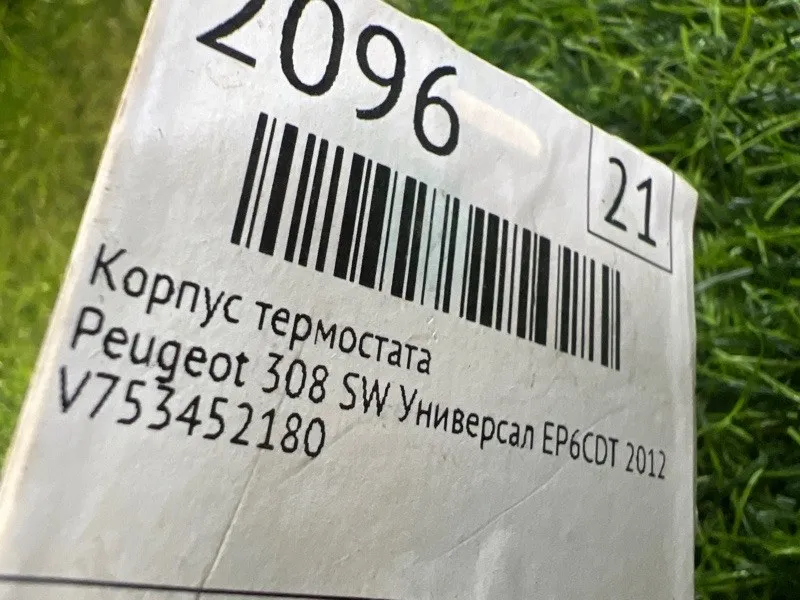 2096
21
Корпус термостата
Peugeot 308 SW Универсал EP6CDT 2012
V753452180